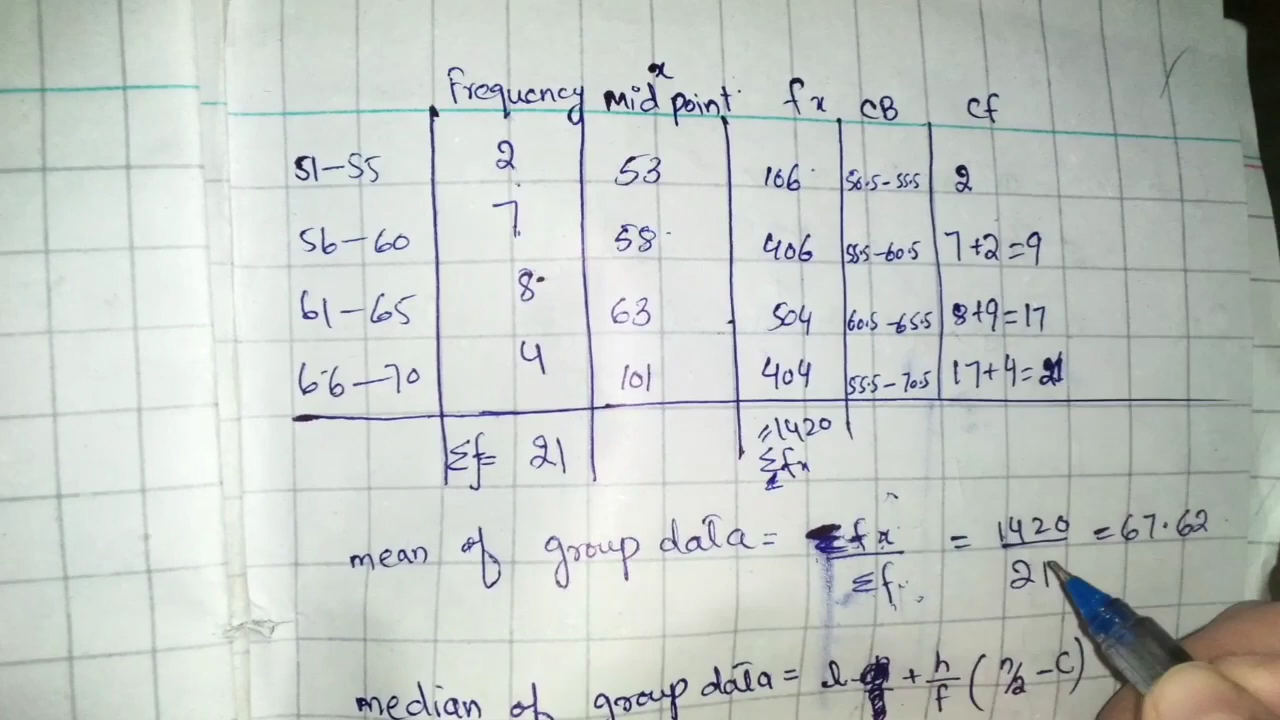 Frequency mid point x fx CB Cf
51-55 2 53 106 50.5-55.5 2
56-60 7 58 406 55.5-60.5 7+2=9
61-65 8 63 504 60.5-65.5 8+9=17
66-70 4 101 404 55.5-70.5 17+4=21
Σf= 21 =1420
Σfx
mean of group data = Σfx/Σf = 1420/21 = 67.62
median of group data = l + h/f (n/2 - C)